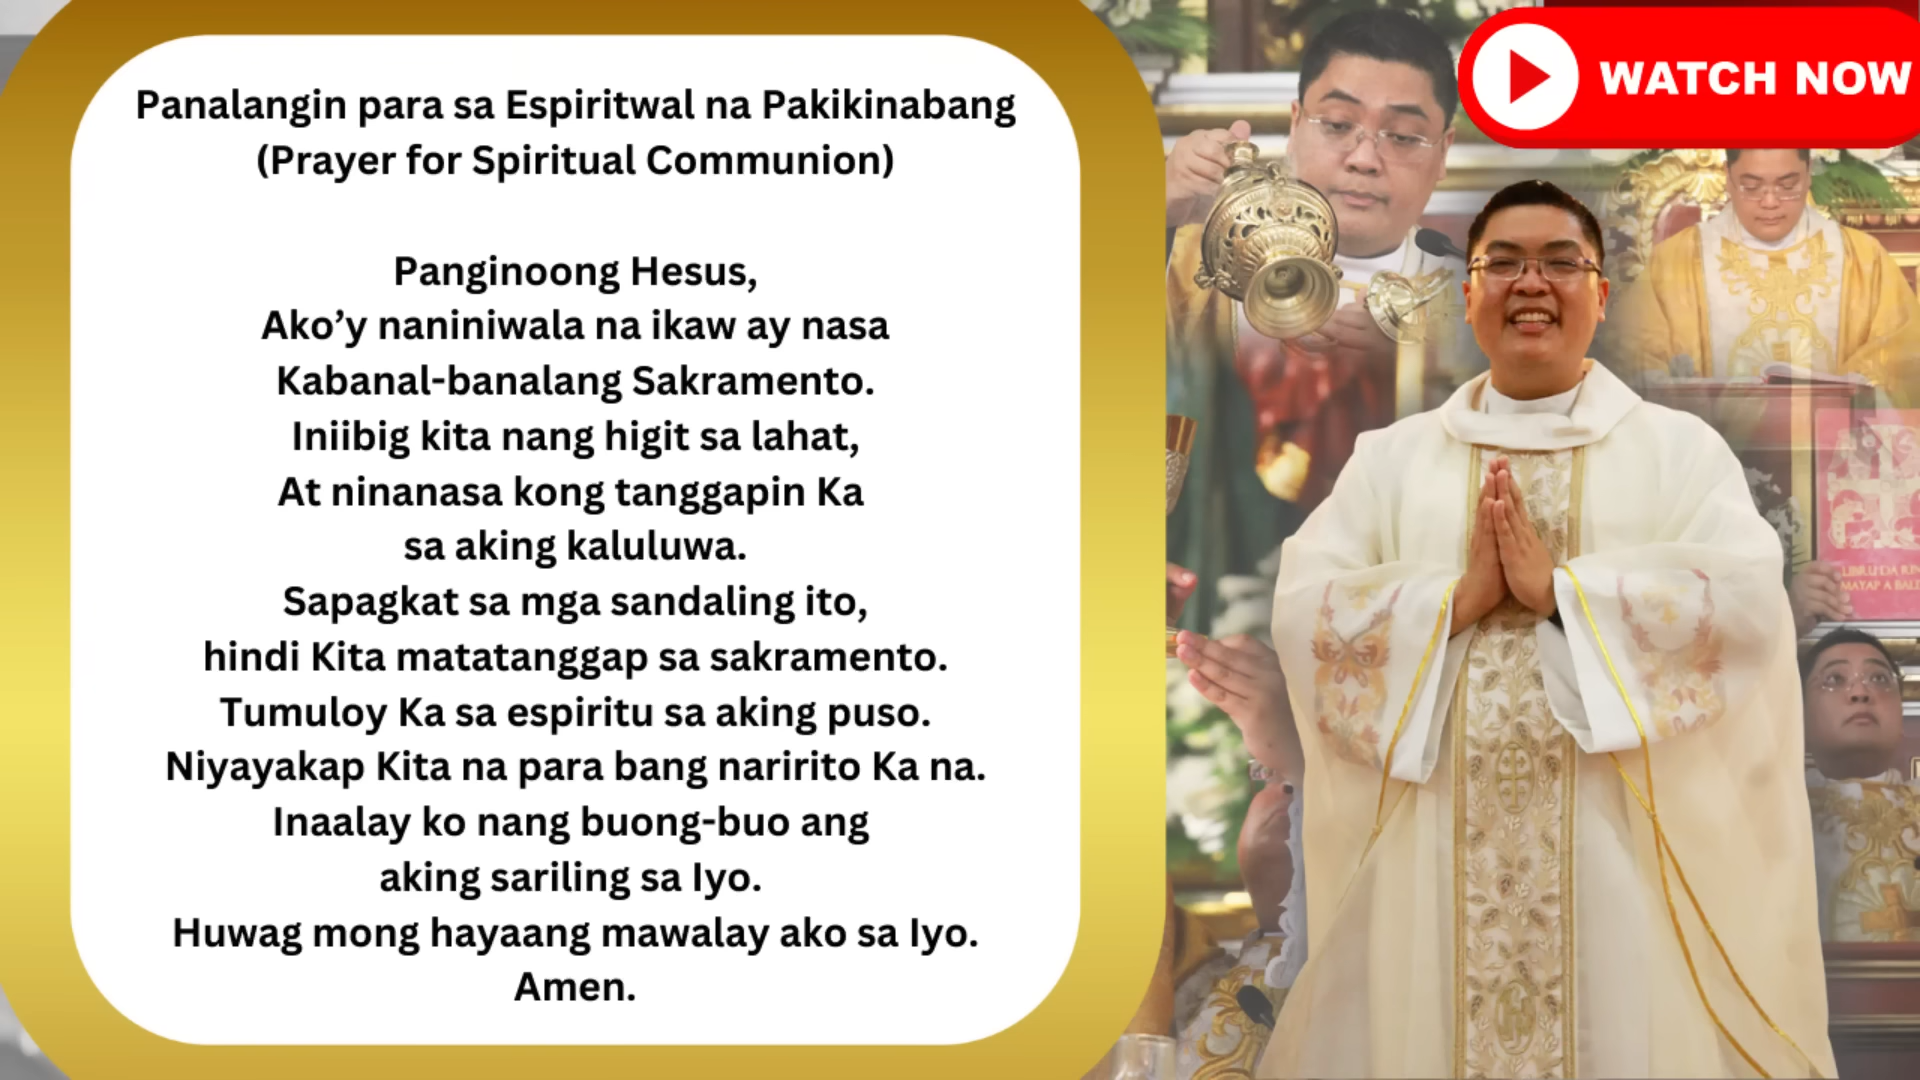 Panalangin para sa Espiritwal na Pakikinabang
(Prayer for Spiritual Communion)
Panginoong Hesus,
Ako’y naniniwala na ikaw ay nasa
Kabanal-banalang Sakramento.
Iniibig kita nang higit sa lahat,
At ninanasa kong tanggapin Ka
sa aking kaluluwa.
Sapagkat sa mga sandaling ito,
hindi Kita matatanggap sa sakramento.
Tumuloy Ka sa espiritu sa aking puso.
Niyayakap Kita na para bang naririto Ka na.
Inaalay ko nang buong-buo ang
aking sariling sa Iyo.
Huwag mong hayaang mawalay ako sa Iyo.
Amen.
WATCH NOW
MAYAP A